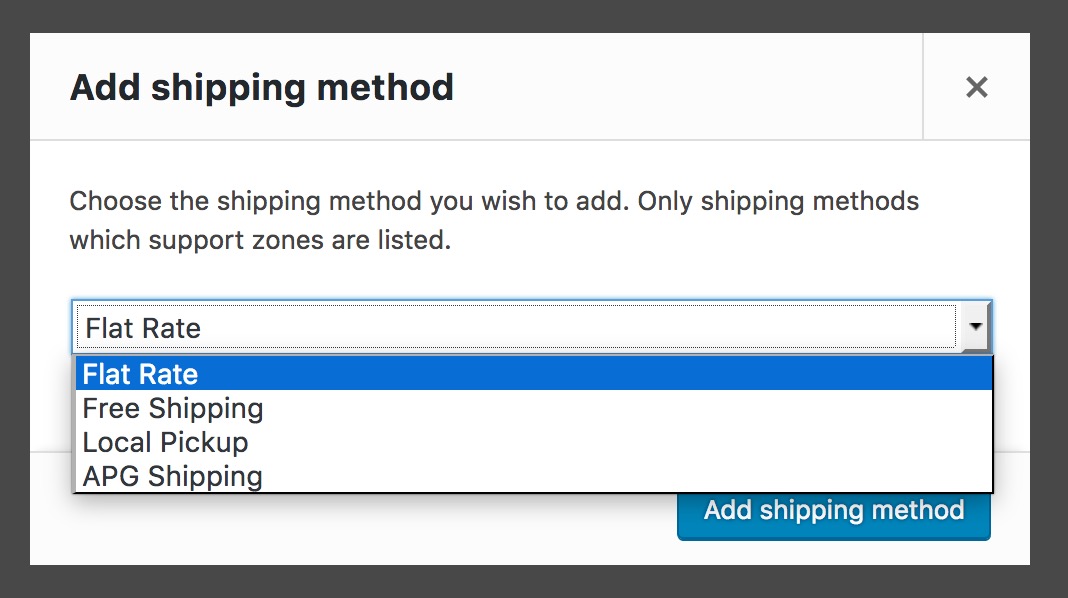 Add shipping method
Choose the shipping method you wish to add. Only shipping methods
which support zones are listed.
Flat Rate
Flat Rate
Free Shipping
Local Pickup
APG Shipping
Add shipping method